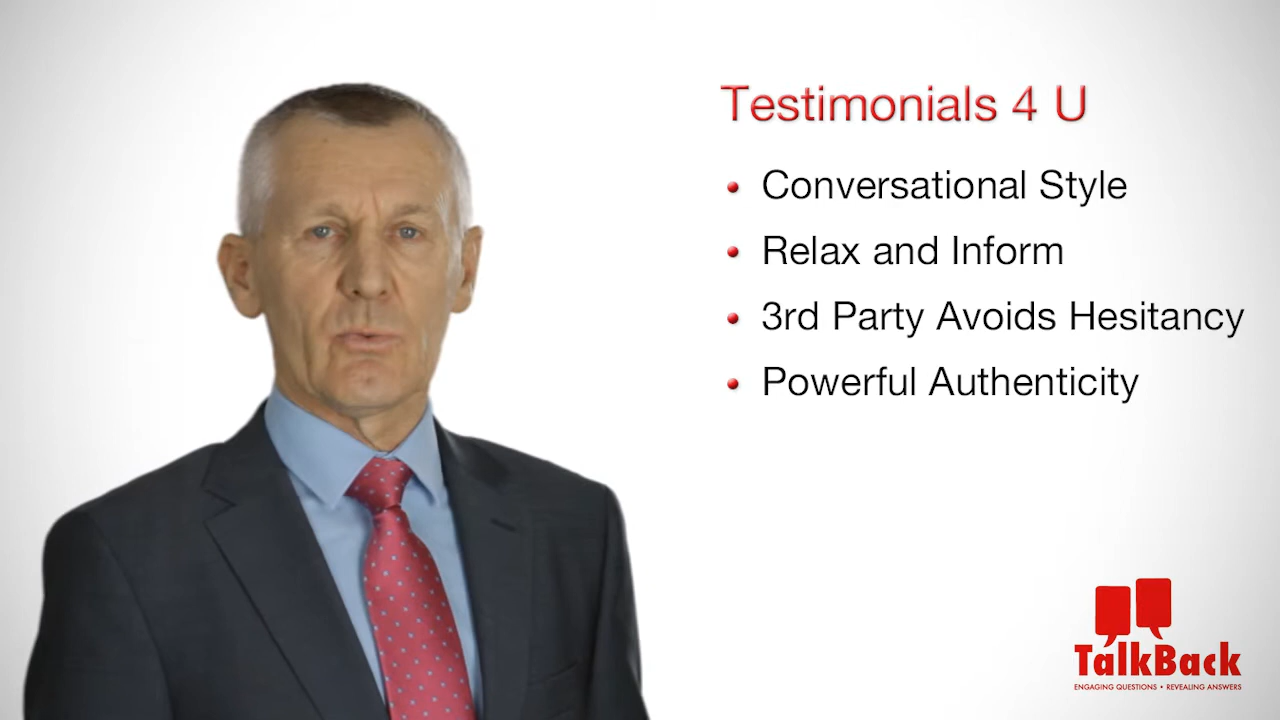 Testimonials 4 U
Conversational Style
Relax and Inform
3rd Party Avoids Hesitancy
Powerful Authenticity
TalkBack
ENGAGING QUESTIONS • REVEALING ANSWERS